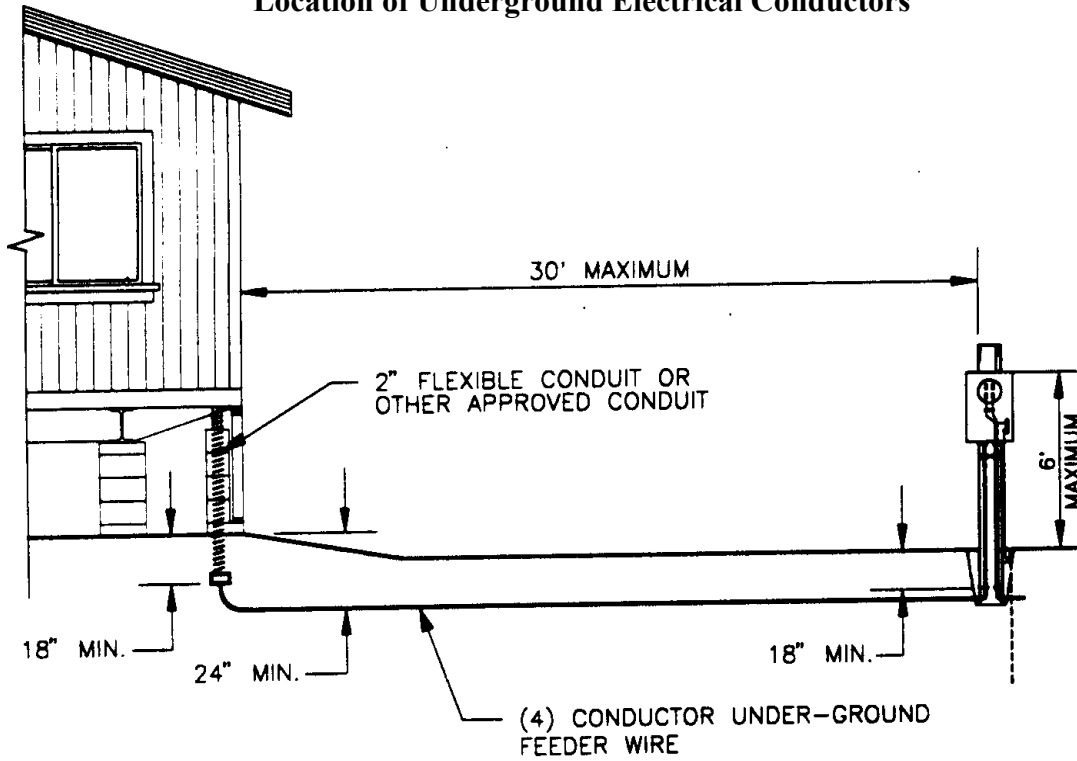 Location of Underground Electrical Conductors
30' MAXIMUM
2" FLEXIBLE CONDUIT OR
OTHER APPROVED CONDUIT
6'
MAXIMUM
18" MIN.
24" MIN.
18" MIN.
(4) CONDUCTOR UNDER-GROUND
FEEDER WIRE